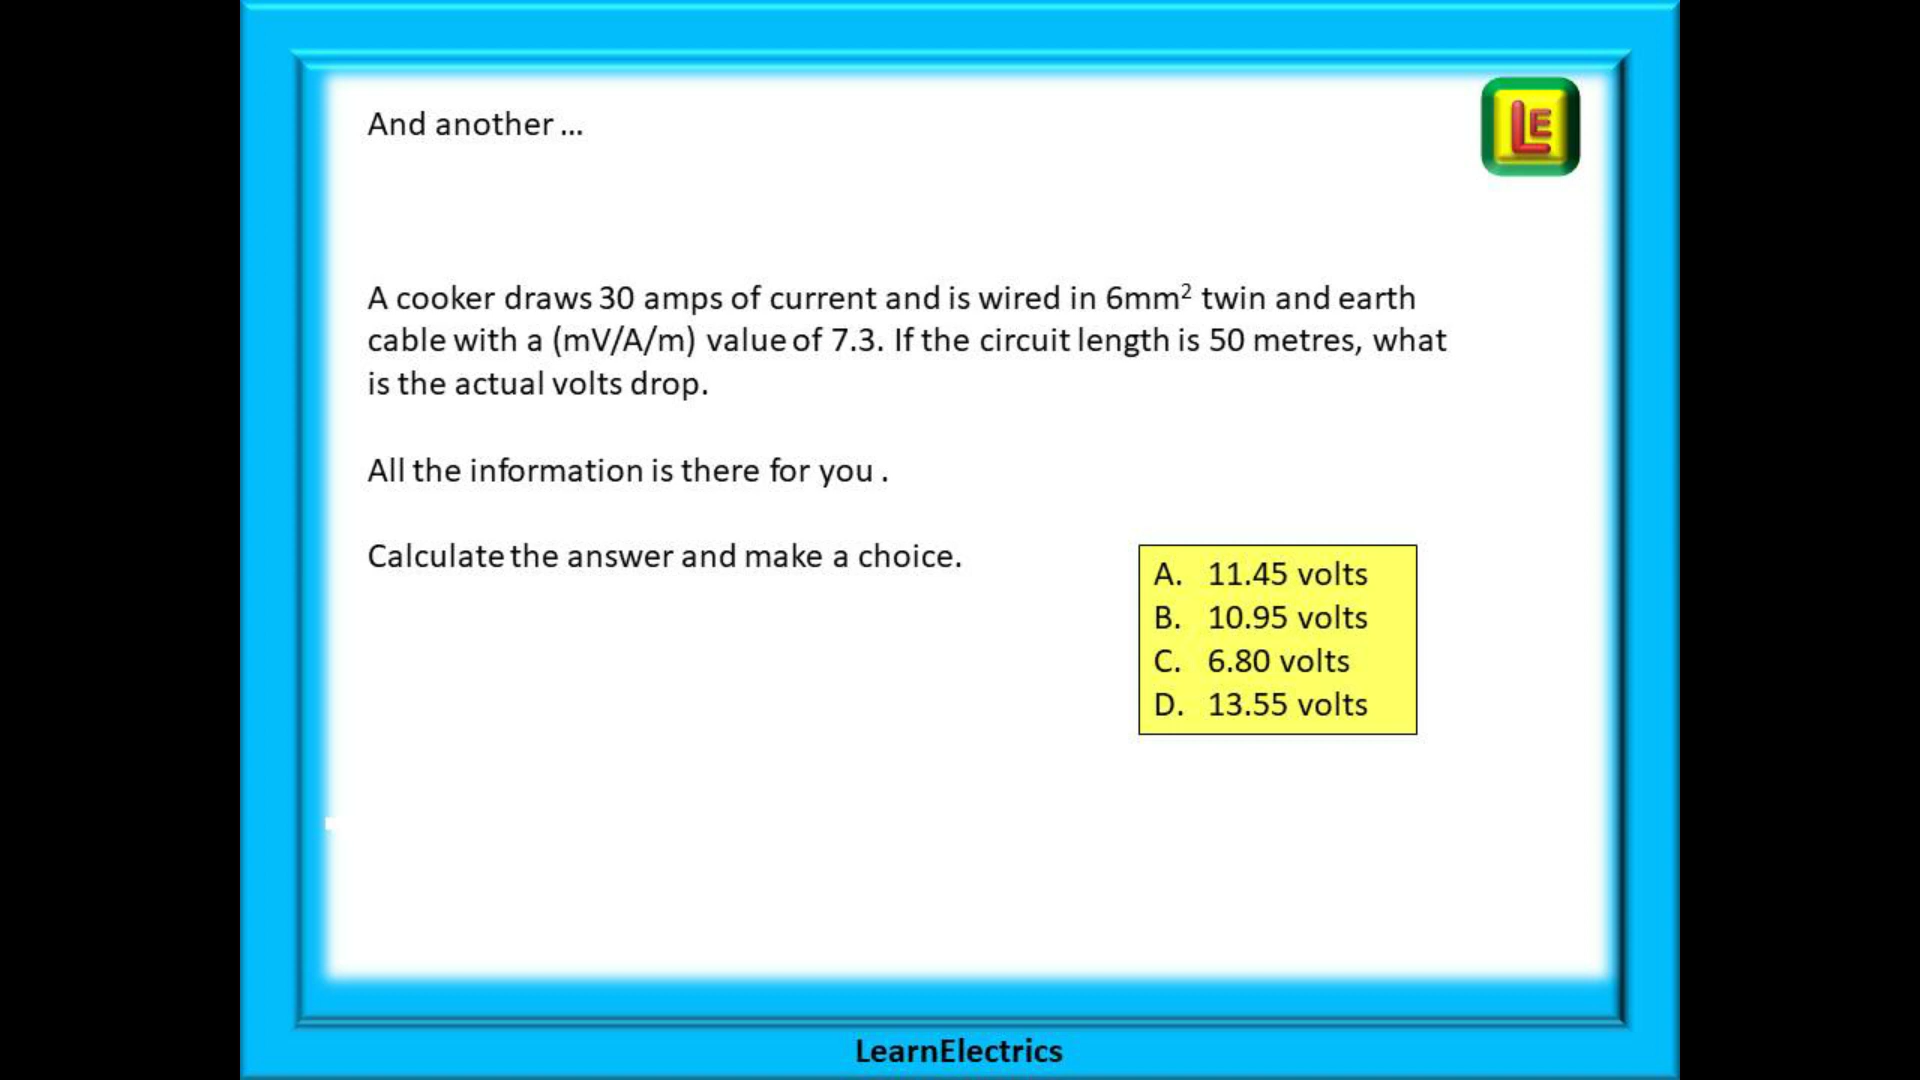 And another ...
LE
A cooker draws 30 amps of current and is wired in 6mm² twin and earth
cable with a (mV/A/m) value of 7.3. If the circuit length is 50 metres, what
is the actual volts drop.
All the information is there for you .
Calculate the answer and make a choice.
A. 11.45 volts
B. 10.95 volts
C. 6.80 volts
D. 13.55 volts
LearnElectrics